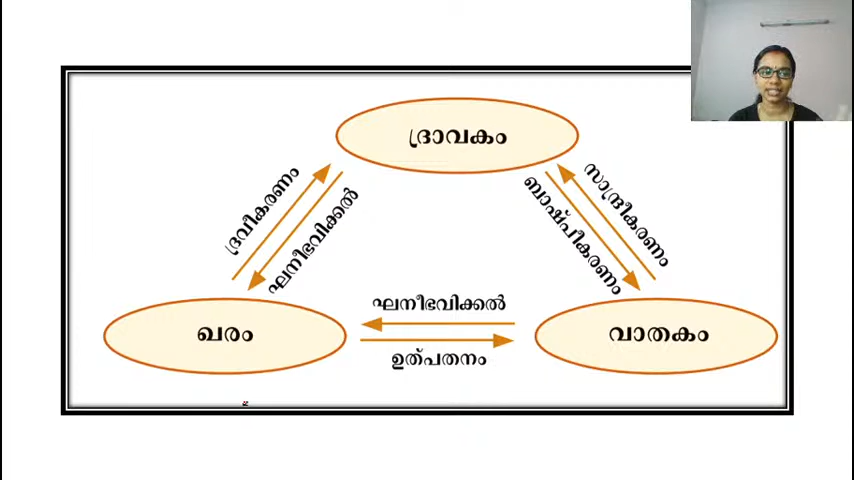 ദ്രാവകം
ദ്രവീകരണം
ഘനീഭവിക്കൽ
ബാഷ്പീകരണം
സാന്ദ്രീകരണം
ഘനീഭവിക്കൽ
ഖരം
വാതകം
ഉത്പതനം